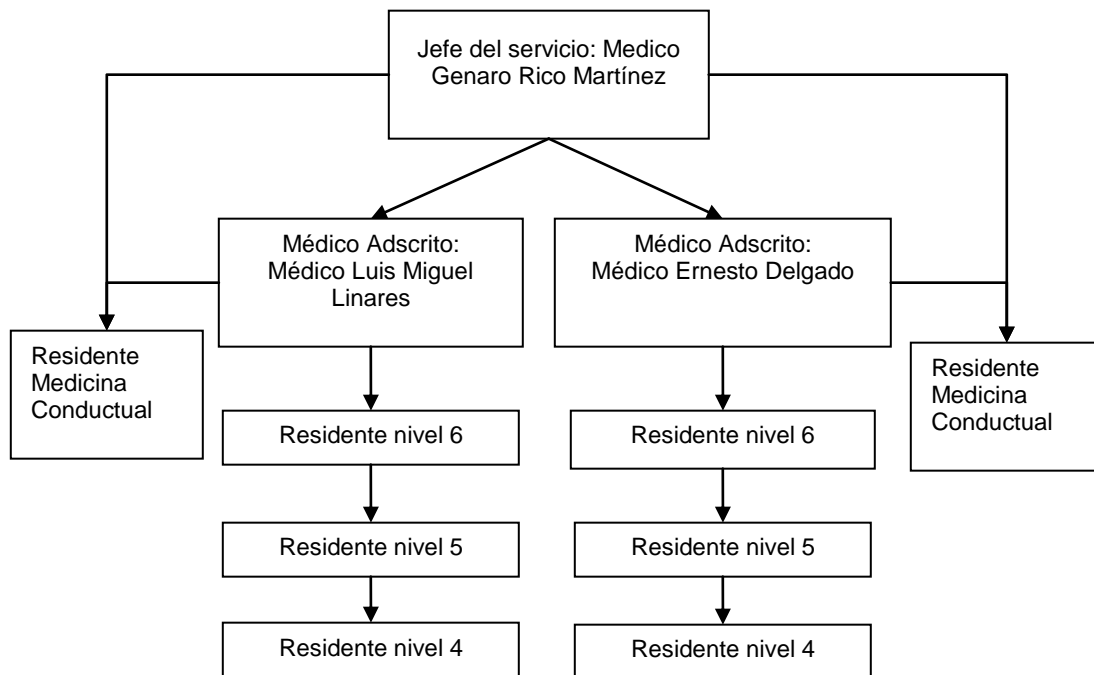 Jefe del servicio: Medico
Genaro Rico Martínez
Médico Adscrito:
Médico Luis Miguel
Linares
Médico Adscrito:
Médico Ernesto Delgado
Residente
Medicina
Conductual
Residente
Medicina
Conductual
Residente nivel 6
Residente nivel 6
Residente nivel 5
Residente nivel 5
Residente nivel 4
Residente nivel 4